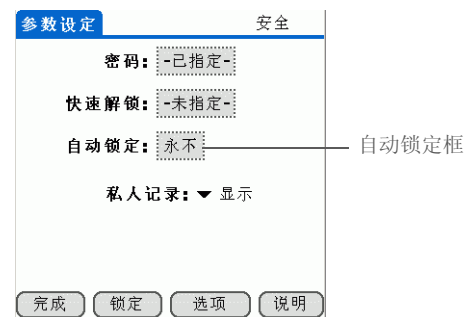 参数设定 安全
密码: -已指定-
快速解锁: -未指定-
自动锁定: 永不 自动锁定框
私人记录: 显示
完成 锁定 选项 说明